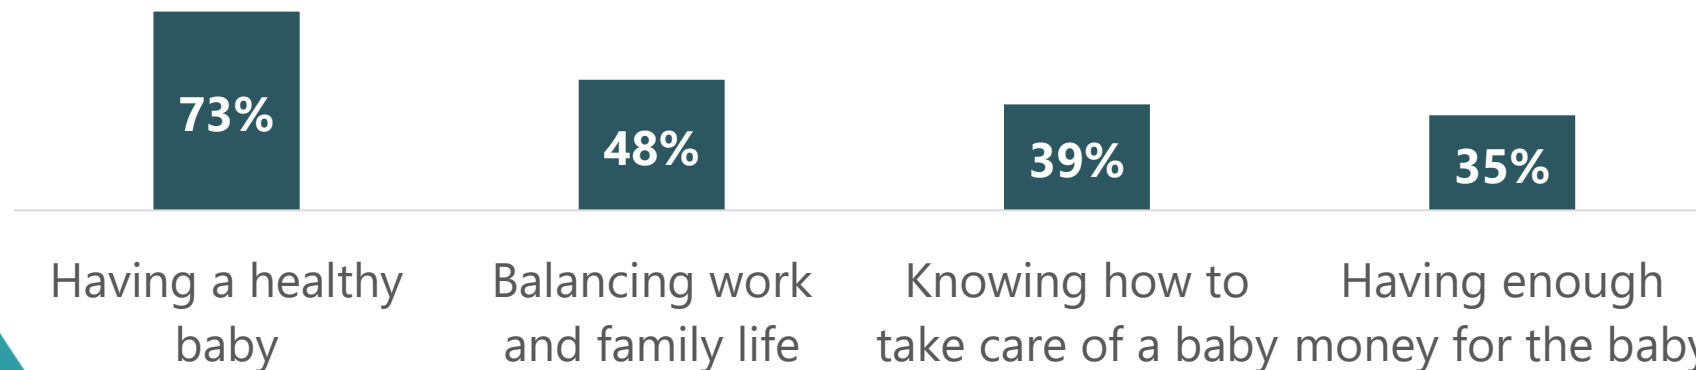 73%
48%
39%
35%
Having a healthy
baby
Balancing work
and family life
Knowing how to
take care of a baby
Having enough
money for the baby